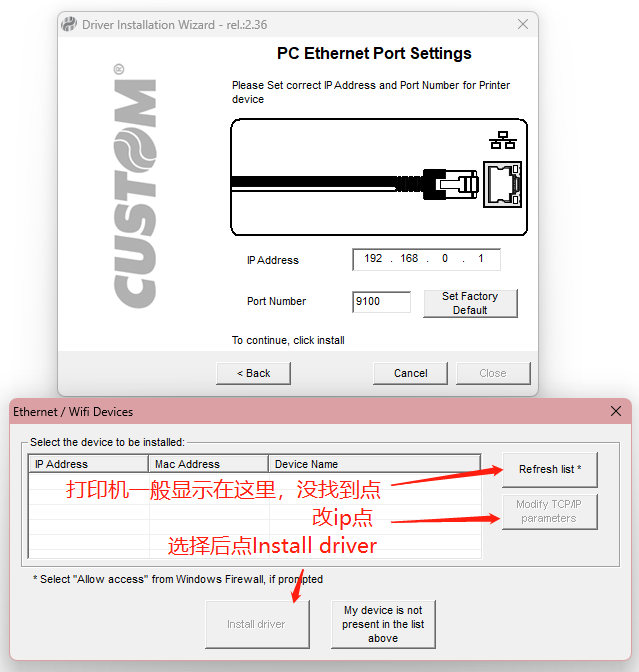 Driver Installation Wizard - rel.:2.36
PC Ethernet Port Settings
Please Set correct IP Address and Port Number for Printer
device
CUSTOM®
IP Address
192 . 168 . 0 . 1
Port Number
9100
Set Factory
Default
To continue, click install
< Back
Cancel
Close
Ethernet / Wifi Devices
Select the device to be installed:
IP Address
Mac Address
Device Name
Refresh list *
打印机一般显示在这里，没找到点
Modify TCP/IP
parameters
改ip点
选择后点Install driver
* Select "Allow access" from Windows Firewall, if prompted
Install driver
My device is not
present in the list
above